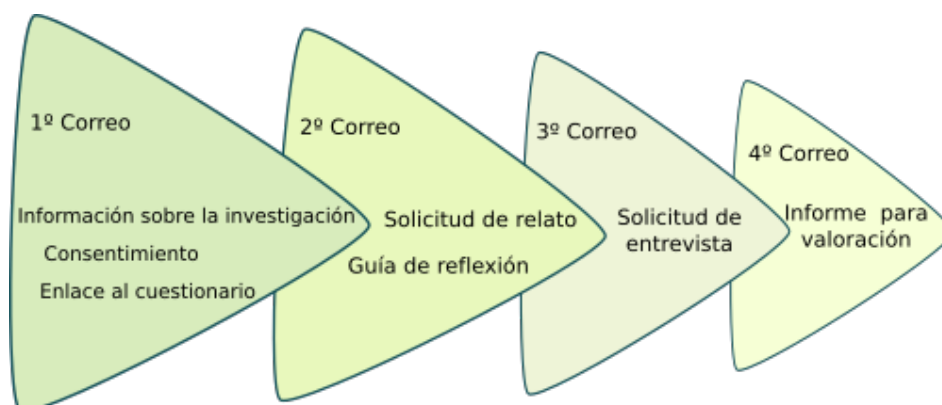 1º Correo
Información sobre la investigación
Consentimiento
Enlace al cuestionario
2º Correo
Solicitud de relato
Guía de reflexión
3º Correo
Solicitud de
entrevista
4º Correo
Informe para
valoración